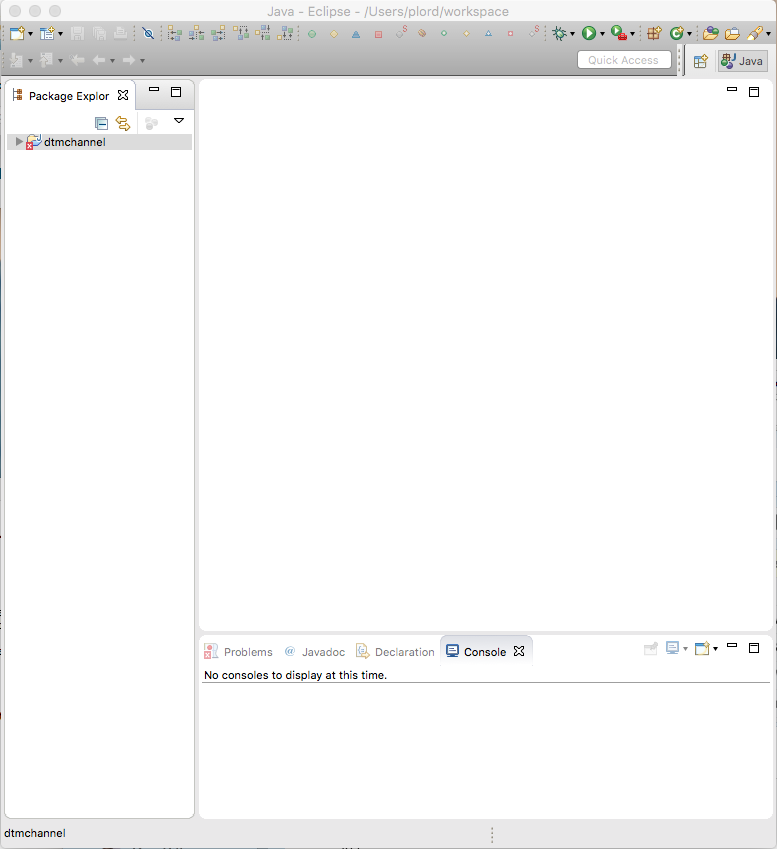 Java - Eclipse - /Users/plord/workspace
Quick Access
Java
Package Explor
dtmchannel
Problems
@ Javadoc
Declaration
Console
No consoles to display at this time.
dtmchannel